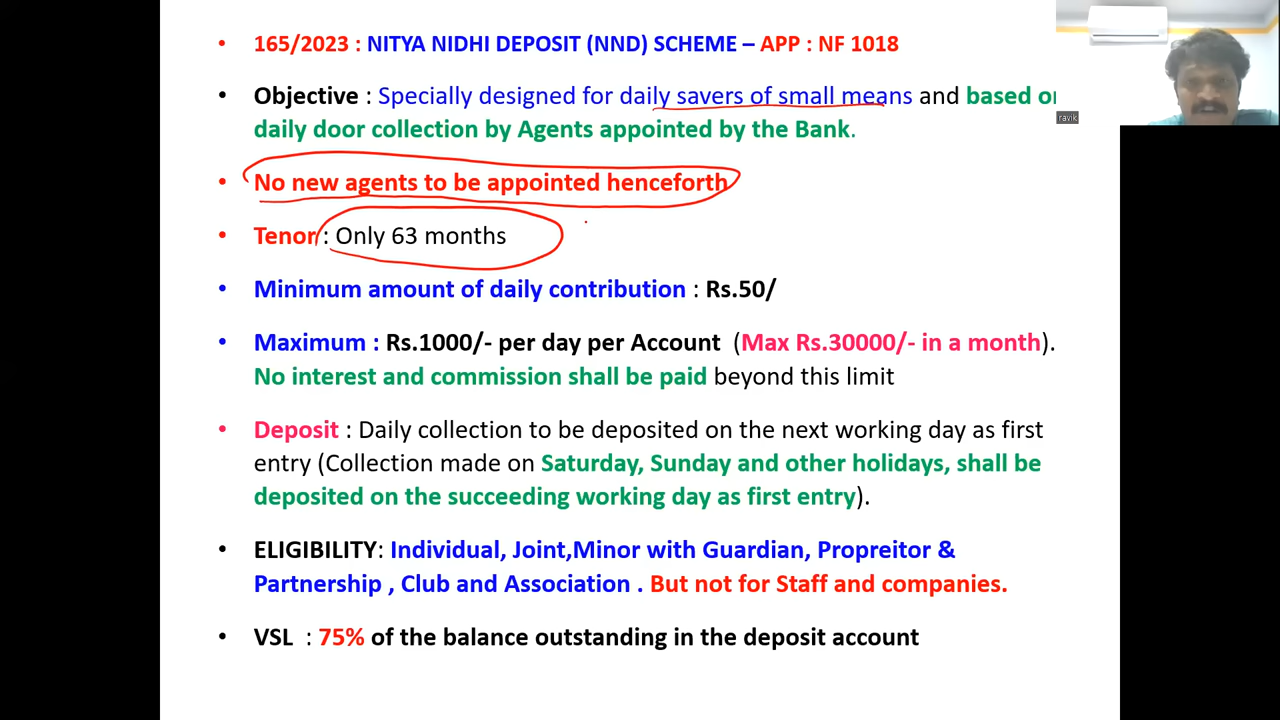 • 165/2023 : NITYA NIDHI DEPOSIT (NND) SCHEME – APP : NF 1018
• Objective : Specially designed for daily savers of small means and based on
daily door collection by Agents appointed by the Bank.
• No new agents to be appointed henceforth
• Tenor : Only 63 months
• Minimum amount of daily contribution : Rs.50/
• Maximum : Rs.1000/- per day per Account (Max Rs.30000/- in a month).
No interest and commission shall be paid beyond this limit
• Deposit : Daily collection to be deposited on the next working day as first
entry (Collection made on Saturday, Sunday and other holidays, shall be
deposited on the succeeding working day as first entry).
• ELIGIBILITY: Individual, Joint,Minor with Guardian, Propreitor &
Partnership , Club and Association . But not for Staff and companies.
• VSL : 75% of the balance outstanding in the deposit account
ravik